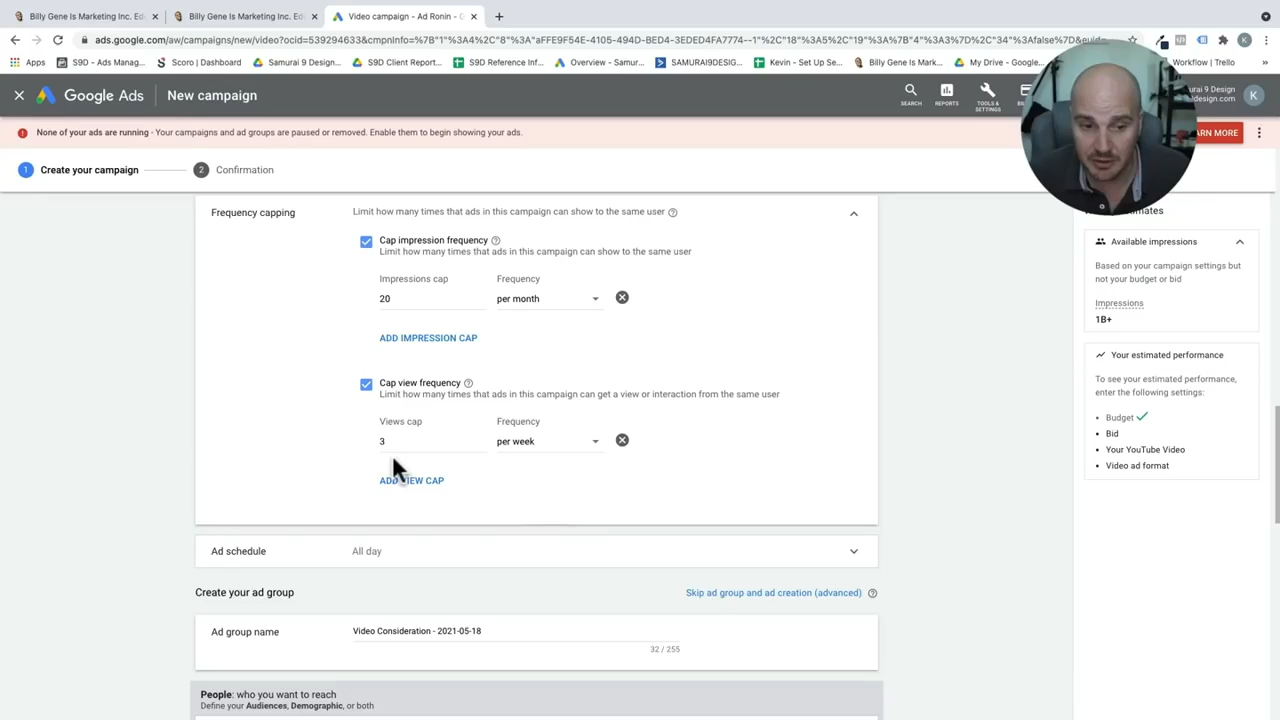 Billy Gene Is Marketing Inc. Ed
Billy Gene Is Marketing Inc. Ed
Video campaign - Ad Ronin - G
ads.google.com/aw/campaigns/new/video?ocid=539294633&cmpnInfo=%7B"1"%3A4%2C"8"%3A"aFFE9F54E-4105-494D-BED4-3EDED4FA7774--1"%2C"18"%3A5%2C"19"%3A%7B"4"%3A3%7D%2C"34"%3Afalse%7D&euid=
Apps
S9D - Ads Manag...
Scoro | Dashboard
Samurai 9 Design...
S9D Client Report...
S9D Reference Inf...
Overview – Samur...
SAMURAI9DESIG...
Kevin - Set Up Se...
Billy Gene Is Mark...
My Drive - Google...
Workflow | Trello
Google Ads
New campaign
SEARCH
REPORTS
TOOLS & SETTINGS
Samurai 9 Design
K
None of your ads are running - Your campaigns and ad groups are paused or removed. Enable them to begin showing your ads.
LEARN MORE
1 Create your campaign
2 Confirmation
Frequency capping
Limit how many times that ads in this campaign can show to the same user
Cap impression frequency
Limit how many times that ads in this campaign can show to the same user
Impressions cap
Frequency
20
per month
ADD IMPRESSION CAP
Cap view frequency
Limit how many times that ads in this campaign can get a view or interaction from the same user
Views cap
Frequency
3
per week
ADD VIEW CAP
Ad schedule
All day
Create your ad group
Skip ad group and ad creation (advanced)
Ad group name
Video Consideration - 2021-05-18
32 / 255
People: who you want to reach
Define your Audiences, Demographic, or both
Available impressions
Based on your campaign settings but
not your budget or bid
Impressions
1B+
Your estimated performance
To see your estimated performance,
enter the following settings:
• Budget
• Bid
• Your YouTube Video
• Video ad format